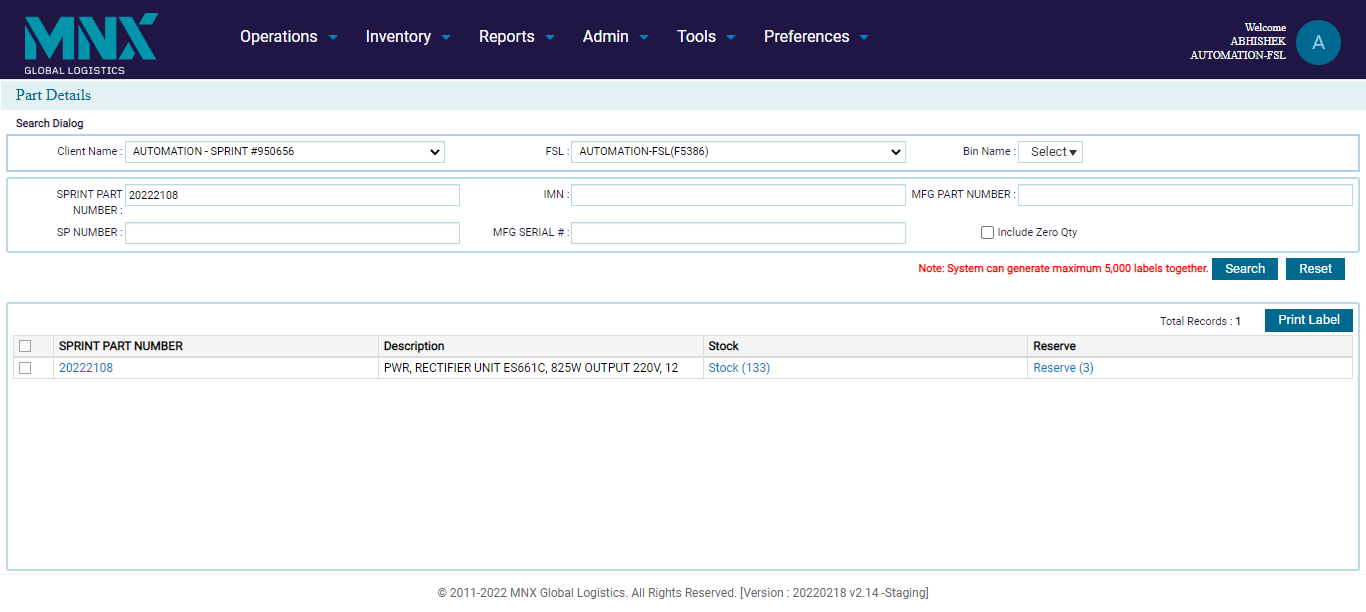 MNX
GLOBAL LOGISTICS
Operations Inventory Reports Admin Tools Preferences
Welcome
ABHISHEK
AUTOMATION-FSL
A
Part Details
Search Dialog
Client Name : AUTOMATION - SPRINT #950656 FSL : AUTOMATION-FSL(F5386) Bin Name : Select
SPRINT PART NUMBER : 20222108 IMN : MFG PART NUMBER :
SP NUMBER : MFG SERIAL # : Include Zero Qty
Note: System can generate maximum 5,000 labels together. Search Reset
Total Records : 1 Print Label
SPRINT PART NUMBER Description Stock Reserve
20222108 PWR, RECTIFIER UNIT ES661C, 825W OUTPUT 220V, 12 Stock (133) Reserve (3)
© 2011-2022 MNX Global Logistics. All Rights Reserved. [Version : 20220218 v2.14 -Staging]